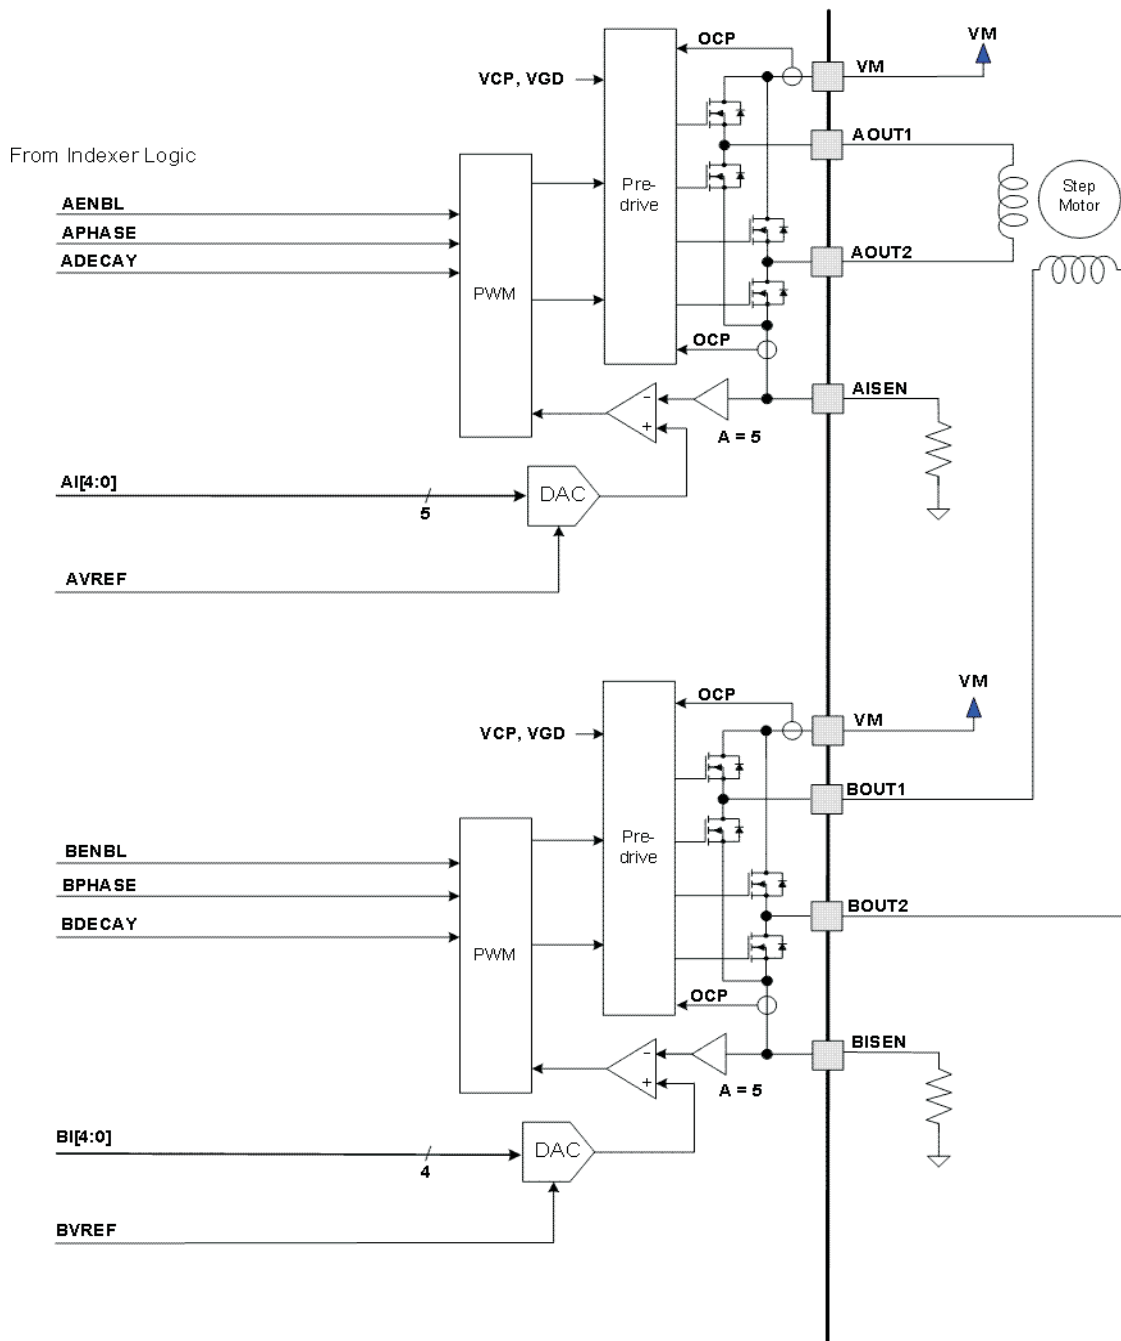 VM
OCP
VM
VCP, VGD
AOUT1
From Indexer Logic
Pre-
drive
Step
Motor
AENBL
APHASE
ADECAY
AOUT2
PWM
OCP
AISEN
-
+
A = 5
AI[4:0]
5
DAC
AVREF
VM
OCP
VM
VCP, VGD
BOUT1
Pre-
drive
BENBL
BPHASE
BDECAY
BOUT2
PWM
OCP
BISEN
-
+
A = 5
BI[4:0]
4
DAC
BVREF